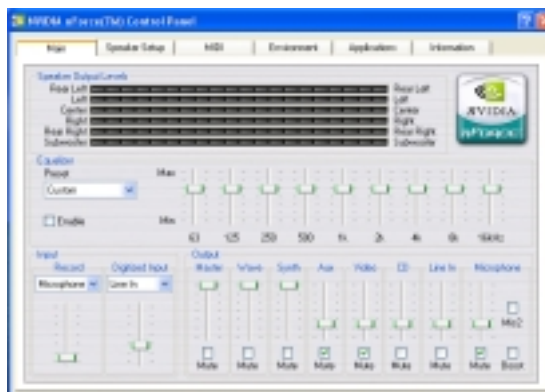 NVIDIA nForce(TM) Control Panel
Main Speaker Setup MIDI Environment Applications Information
Speaker Output Levels
Rear Left Rear Left
Left Left
Center Center
Right Right
Rear Right Rear Right
Subwoofer Subwoofer
NVIDIA
nFORCE
Equalizer
Preset Max
Custom
Enable Min
63 125 250 500 1k 2k 4k 8k 16kHz
Input Output
Record Digitized Input Master Wave Synth Aux Video CD Line In Microphone
Microphone Line In
Mic2
Mute Mute Mute Mute Mute Mute Mute Mute Boost